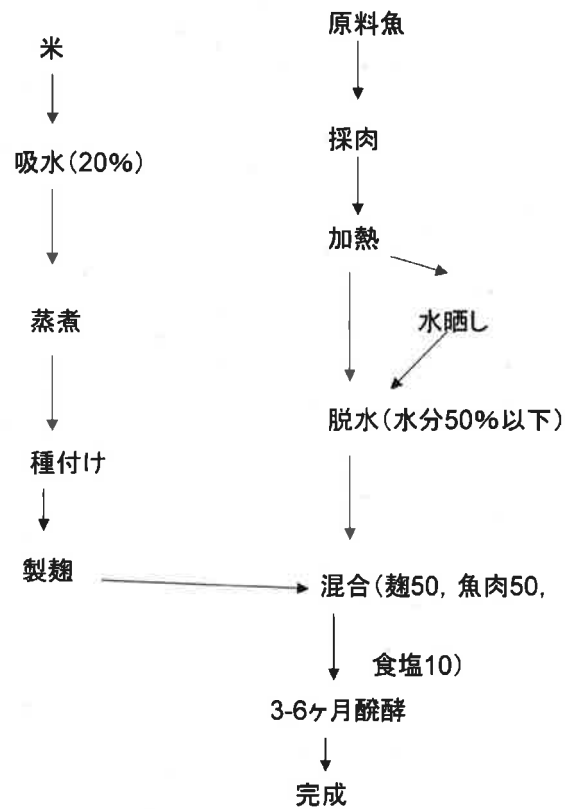 米
吸水(20%)
蒸煮
種付け
製麹
原料魚
採肉
加熱
水晒し
脱水(水分50%以下)
混合(麹50, 魚肉50,
食塩10)
3-6ヶ月醗酵
完成